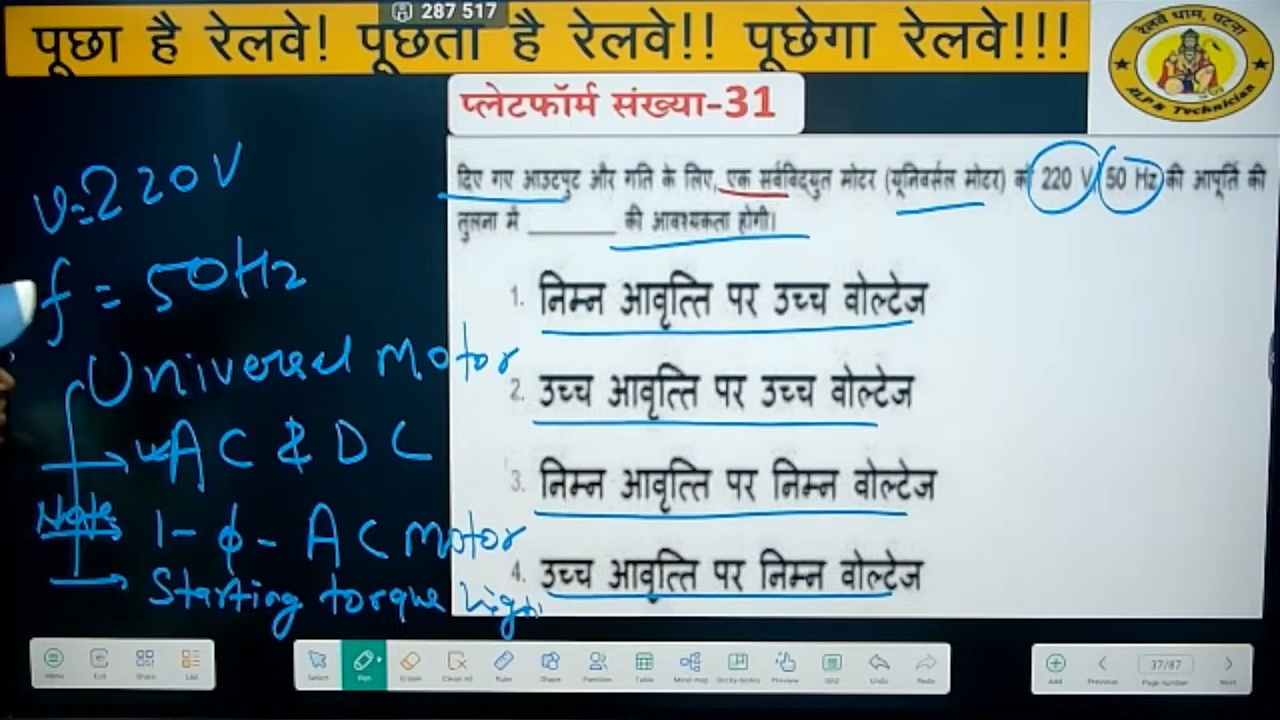 287 517
पूछा है रेलवे! पूछता है रेलवे!! पूछेगा रेलवे!!!
रेलवे धाम, पटना
ALP & Technician
प्लेटफॉर्म संख्या-31
दिए गए आउटपुट और गति के लिए, एक सर्वविद्युत मोटर (यूनिवर्सल मोटर) को 220 V, 50 Hz की आपूर्ति की
तुलना में ________ की आवश्यकता होगी।
1. निम्न आवृत्ति पर उच्च वोल्टेज
2. उच्च आवृत्ति पर उच्च वोल्टेज
3. निम्न आवृत्ति पर निम्न वोल्टेज
4. उच्च आवृत्ति पर निम्न वोल्टेज
V=220V
f = 50Hz
Universal motor
AC & DC
Note
1-ф- AC motor
Starting torque high
Menu Exit Share List
Select Pen Eraser Clean All Ruler Shape Partition Table Mind map Sticky-Notes Preview Undo Redo
Add Previous 37/87 Page number Next